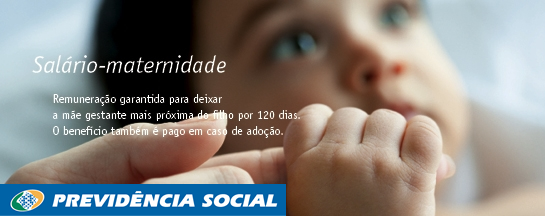 Salário-maternidade
Remuneração garantida para deixar
a mãe gestante mais próxima do filho por 120 dias.
O beneficio também é pago em caso de adoção.
PREVIDÊNCIA SOCIAL